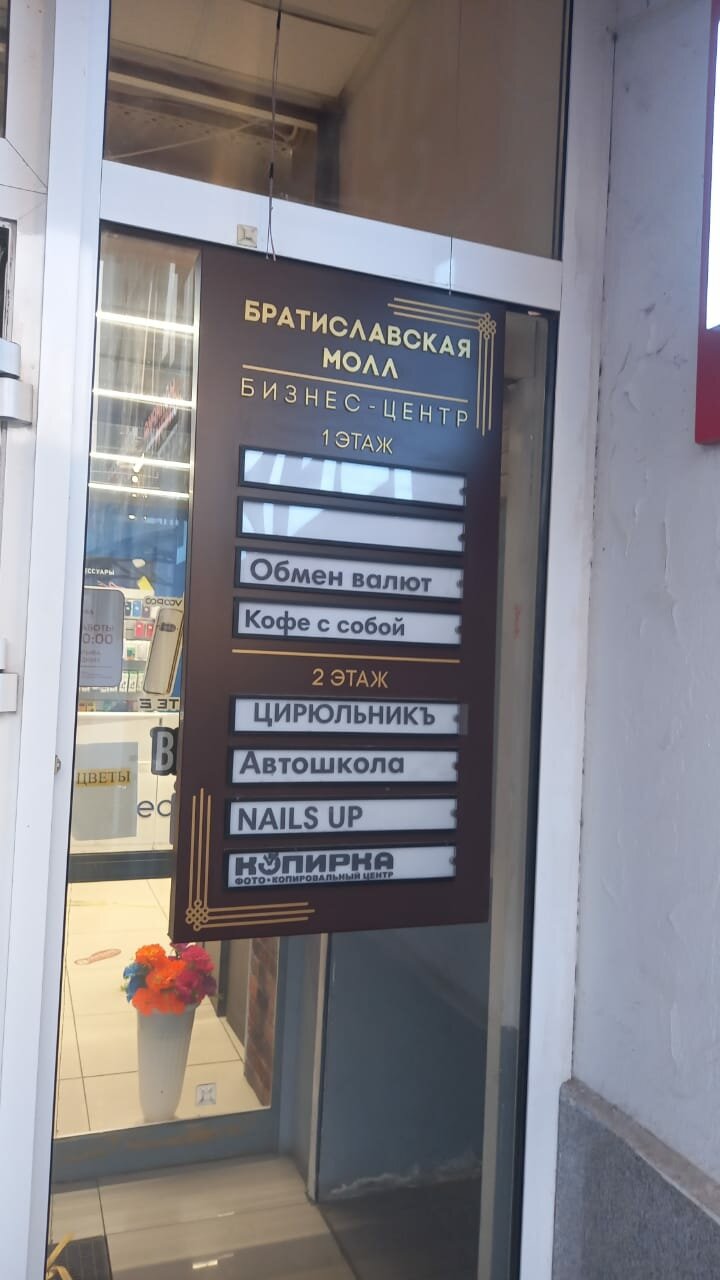 БРАТИСЛАВСКАЯ
МОЛЛ
БИЗНЕС-ЦЕНТР
1 ЭТАЖ
Обмен валют
Кофе с собой
2 ЭТАЖ
ЦИРЮЛЬНИКЪ
Автошкола
NAILS UP
КОПИРКА
ФОТО•КОПИРОВАЛЬНЫЙ ЦЕНТР
ЦВЕТЫ